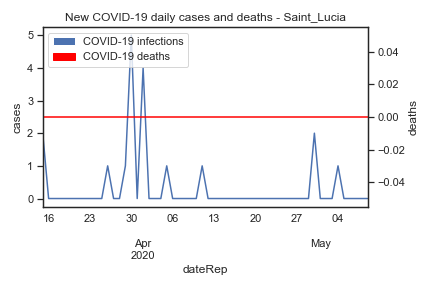 New COVID-19 daily cases and deaths - Saint_Lucia
COVID-19 infections
COVID-19 deaths
cases
5
4
3
2
1
0
deaths
0.04
0.02
0.00
−0.02
−0.04
16 23 30 06 13 20 27 04
Apr May
2020
dateRep